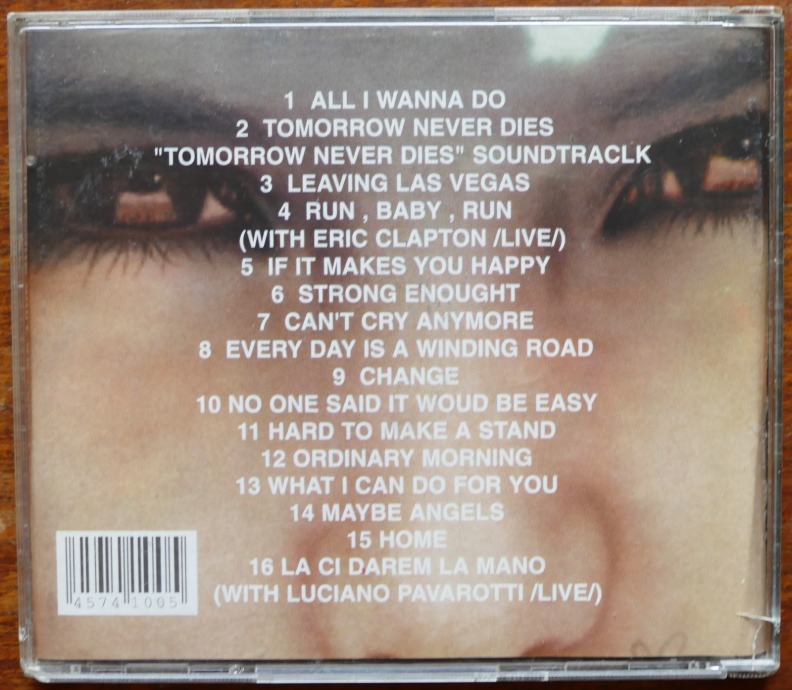 1 ALL I WANNA DO
2 TOMORROW NEVER DIES
"TOMORROW NEVER DIES" SOUNDTRACLK
3 LEAVING LAS VEGAS
4 RUN , BABY , RUN
(WITH ERIC CLAPTON /LIVE/)
5 IF IT MAKES YOU HAPPY
6 STRONG ENOUGHT
7 CAN'T CRY ANYMORE
8 EVERY DAY IS A WINDING ROAD
9 CHANGE
10 NO ONE SAID IT WOUD BE EASY
11 HARD TO MAKE A STAND
12 ORDINARY MORNING
13 WHAT I CAN DO FOR YOU
14 MAYBE ANGELS
15 HOME
16 LA CI DAREM LA MANO
(WITH LUCIANO PAVAROTTI /LIVE/)
4574 1005